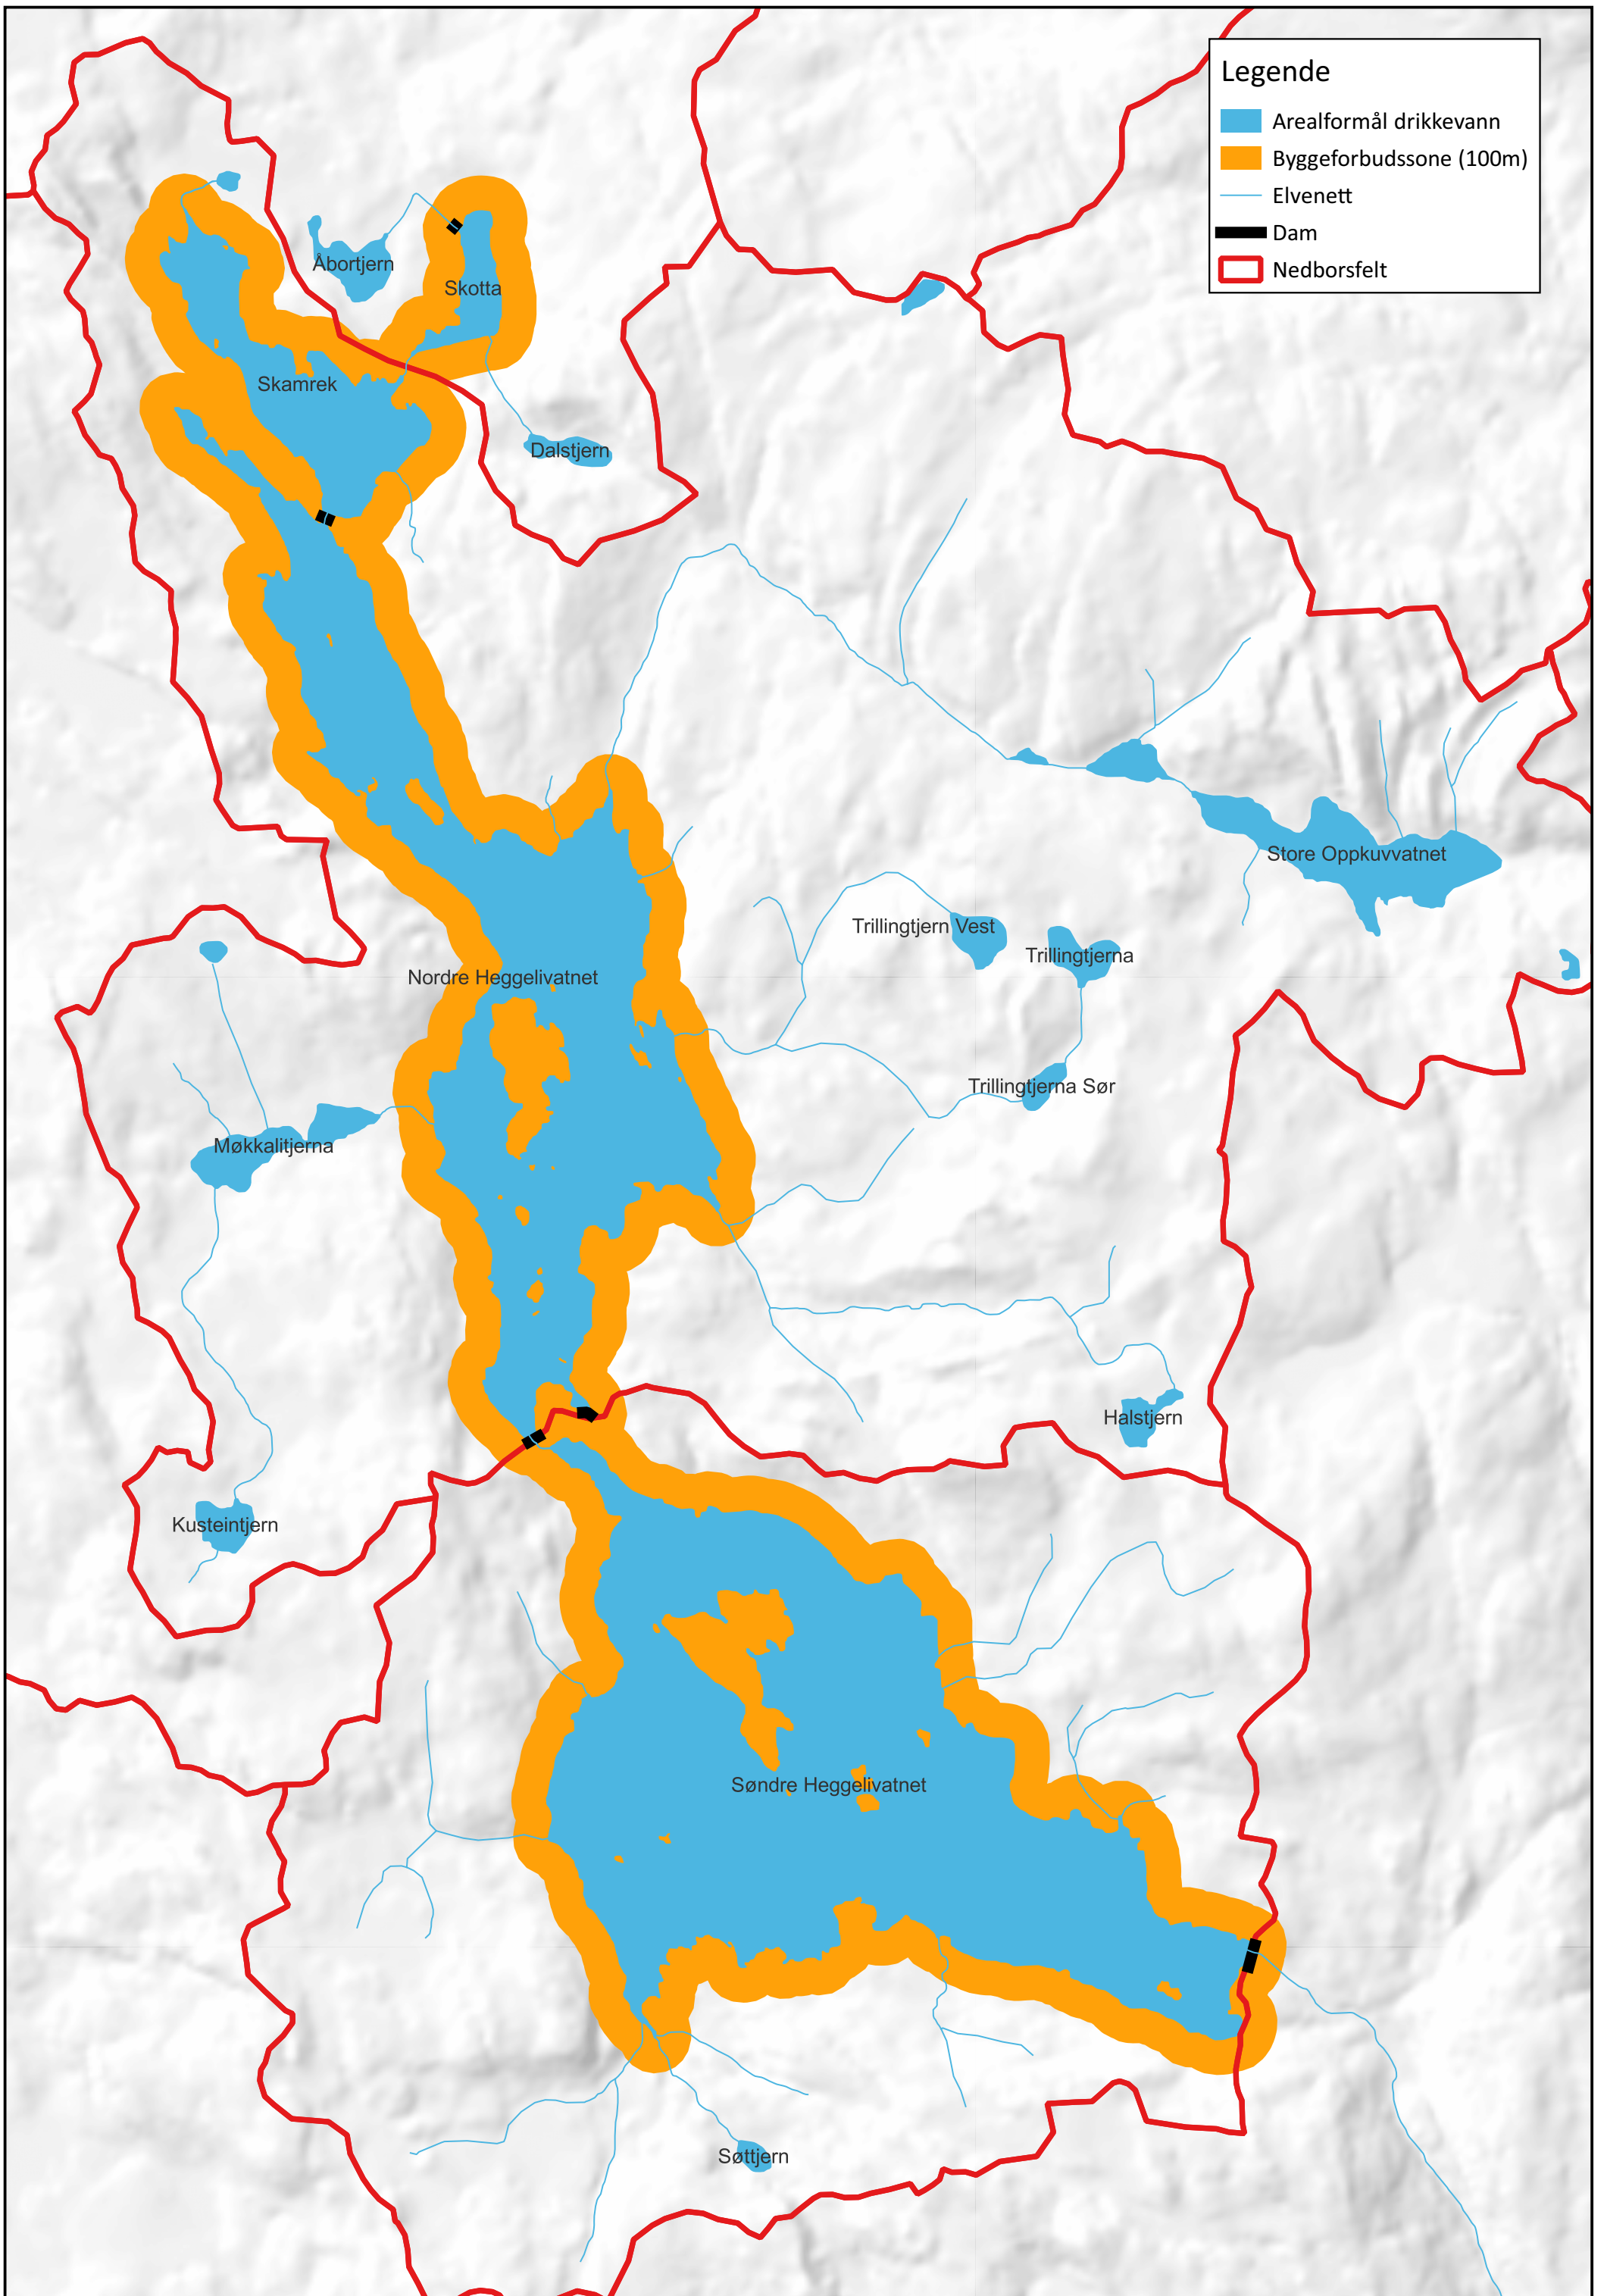 Legende
Arealformål drikkevann
Byggeforbudssone (100m)
Elvenett
Dam
Nedborsfelt
Åbortjern
Skotta
Skamrek
Dalstjern
Store Oppkuvvatnet
Trillingtjern Vest
Trillingtjerna
Nordre Heggelivatnet
Trillingtjerna Sør
Møkkalitjerna
Halstjern
Kusteintjern
Søndre Heggelivatnet
Søttjern